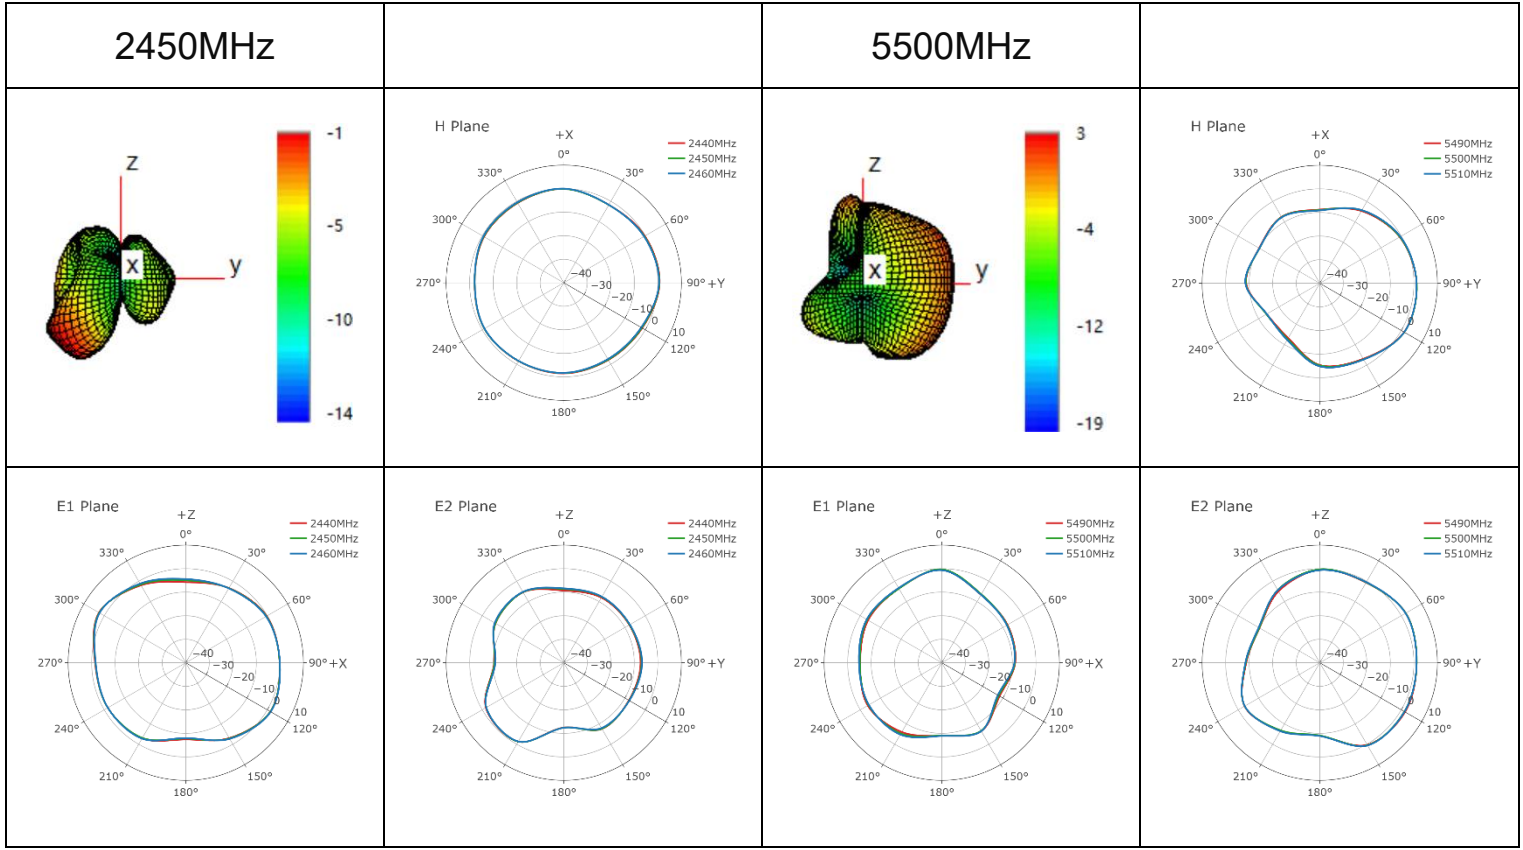 2450MHz
5500MHz
z
x
y
-1
-5
-10
-14
H Plane
+X
0°
2440MHz
2450MHz
2460MHz
330°
30°
300°
60°
270°
90° +Y
240°
120°
210°
150°
180°
−40
−30
−20
−10
0
10
z
x
y
3
-4
-12
-19
H Plane
+X
0°
5490MHz
5500MHz
5510MHz
330°
30°
300°
60°
270°
90° +Y
240°
120°
210°
150°
180°
−40
−30
−20
−10
0
10
E1 Plane
+Z
0°
2440MHz
2450MHz
2460MHz
330°
30°
300°
60°
270°
90° +X
240°
120°
210°
150°
180°
−40
−30
−20
−10
0
10
E2 Plane
+Z
0°
2440MHz
2450MHz
2460MHz
330°
30°
300°
60°
270°
90° +Y
240°
120°
210°
150°
180°
−40
−30
−20
−10
0
10
E1 Plane
+Z
0°
5490MHz
5500MHz
5510MHz
330°
30°
300°
60°
270°
90° +X
240°
120°
210°
150°
180°
−40
−30
−20
−10
0
10
E2 Plane
+Z
0°
5490MHz
5500MHz
5510MHz
330°
30°
300°
60°
270°
90° +Y
240°
120°
210°
150°
180°
−40
−30
−20
−10
0
10